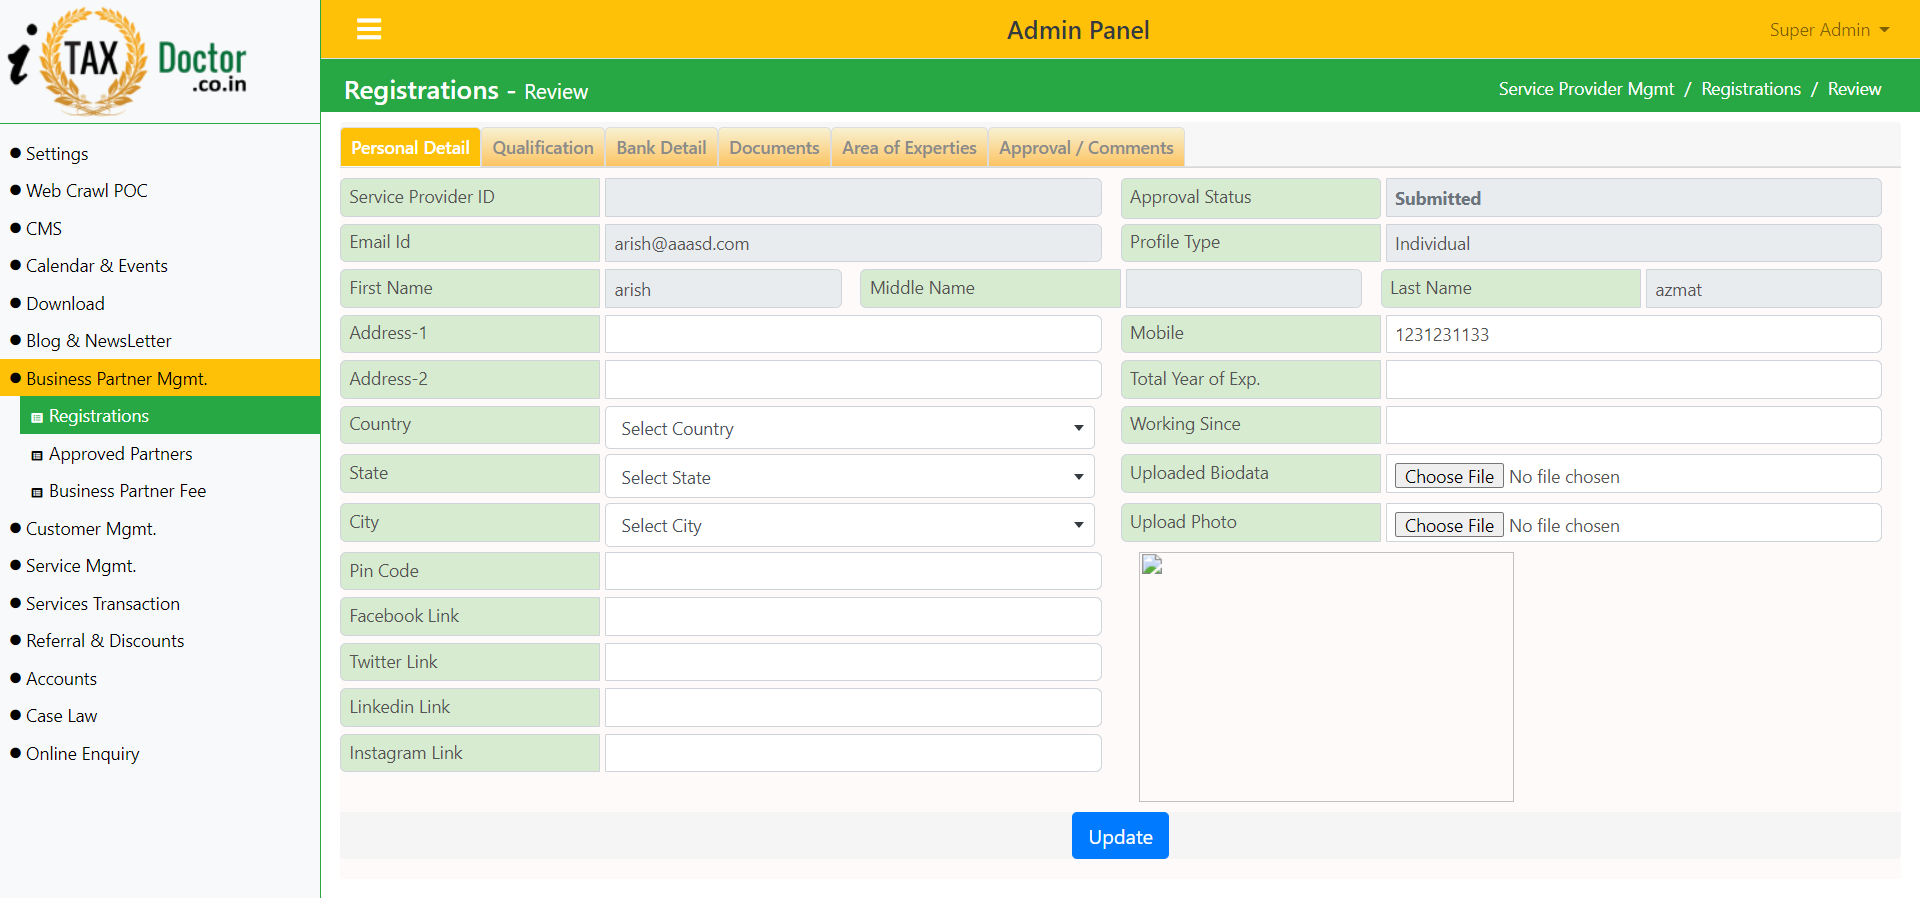 i TAX Doctor
.co.in
Admin Panel
Super Admin
Registrations - Review
Service Provider Mgmt / Registrations / Review
Settings
Web Crawl POC
CMS
Calendar & Events
Download
Blog & NewsLetter
Business Partner Mgmt.
Registrations
Approved Partners
Business Partner Fee
Customer Mgmt.
Service Mgmt.
Services Transaction
Referral & Discounts
Accounts
Case Law
Online Enquiry
Personal Detail Qualification Bank Detail Documents Area of Experties Approval / Comments
Service Provider ID Approval Status Submitted
Email Id arish@aaasd.com Profile Type Individual
First Name arish Middle Name Last Name azmat
Address-1 Mobile 1231231133
Address-2 Total Year of Exp.
Country Select Country Working Since
State Select State Uploaded Biodata Choose File No file chosen
City Select City Upload Photo Choose File No file chosen
Pin Code
Facebook Link
Twitter Link
Linkedin Link
Instagram Link
Update